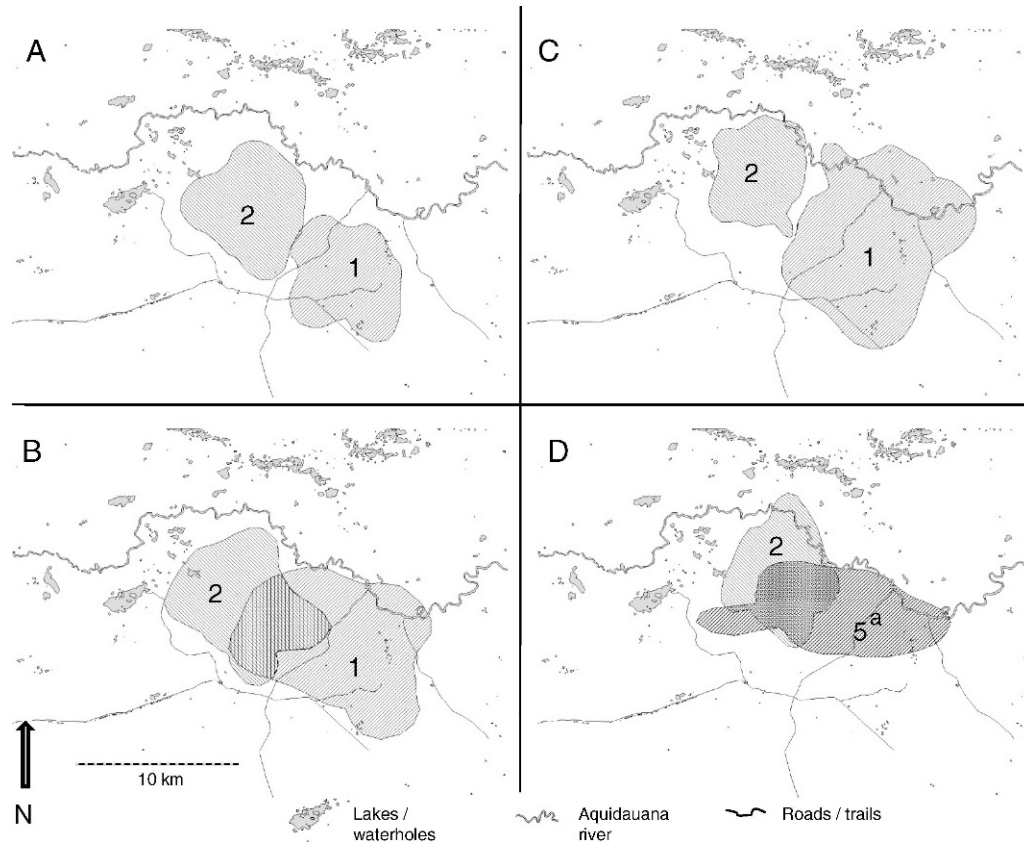 A
2
1
C
2
1
B
2
1
10 km
N
D
2
5a
Lakes /
waterholes
Aquidauana
river
Roads / trails